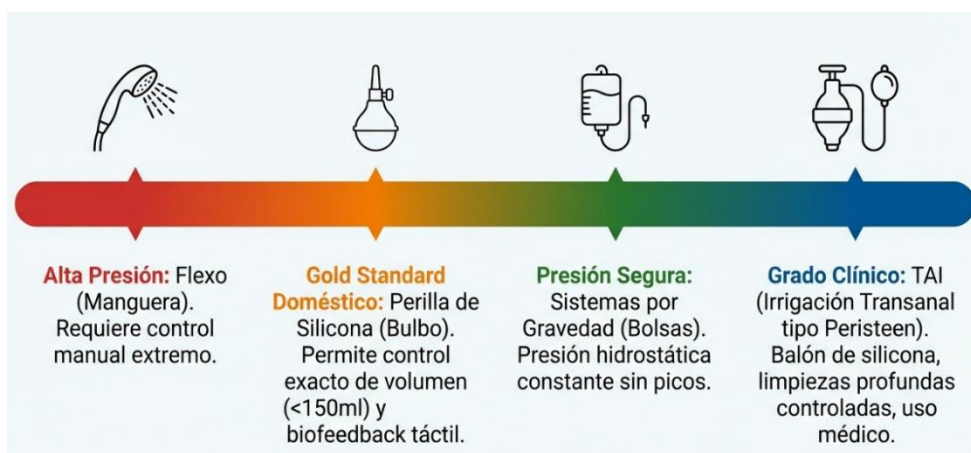 Alta Presión: Flexo
(Manguera).
Requiere control
manual extremo.
Gold Standard
Doméstico: Perilla de
Silicona (Bulbo).
Permite control
exacto de volumen
(<150ml) y
biofeedback táctil.
Presión Segura:
Sistemas por
Gravedad (Bolsas).
Presión hidrostática
constante sin picos.
Grado Clínico: TAI
(Irrigación Transanal
tipo Peristeen).
Balón de silicona,
limpiezas profundas
controladas, uso
médico.